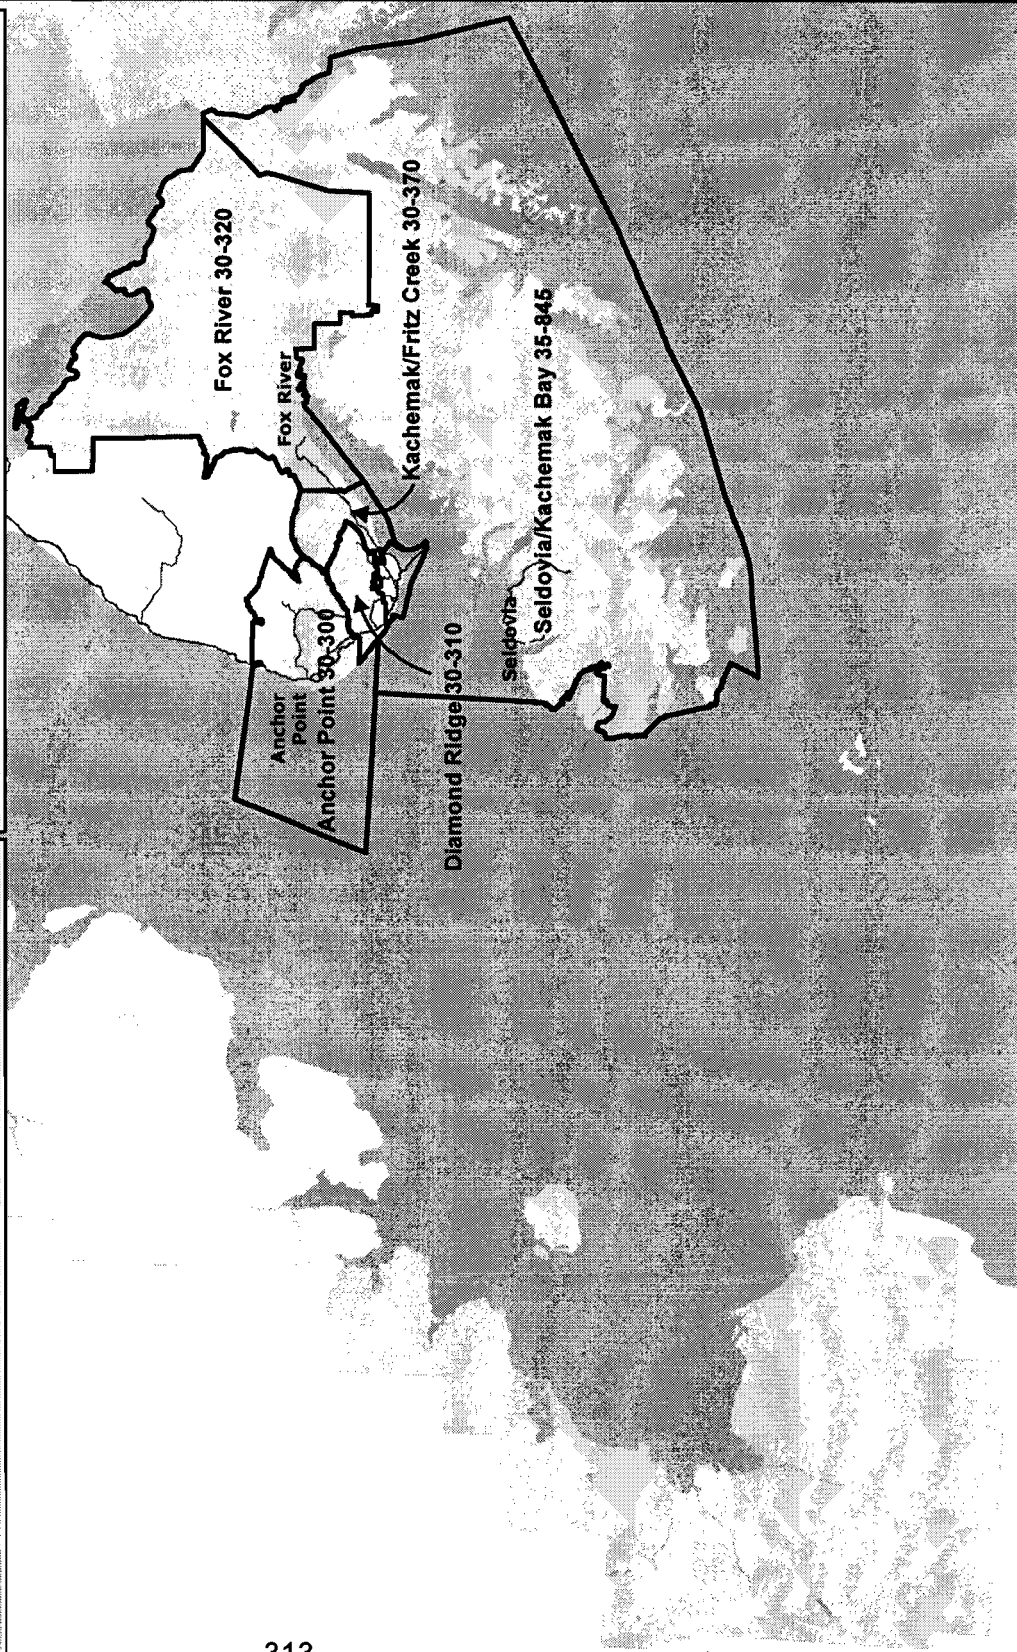 Fox River 30-320
Fox River
Kachemak/Fritz Creek 30-370
Anchor
Point
Anchor Point 30-300
Diamond Ridge 30-310
Seldovia
Seldovia/Kachemak Bay 35-845
313